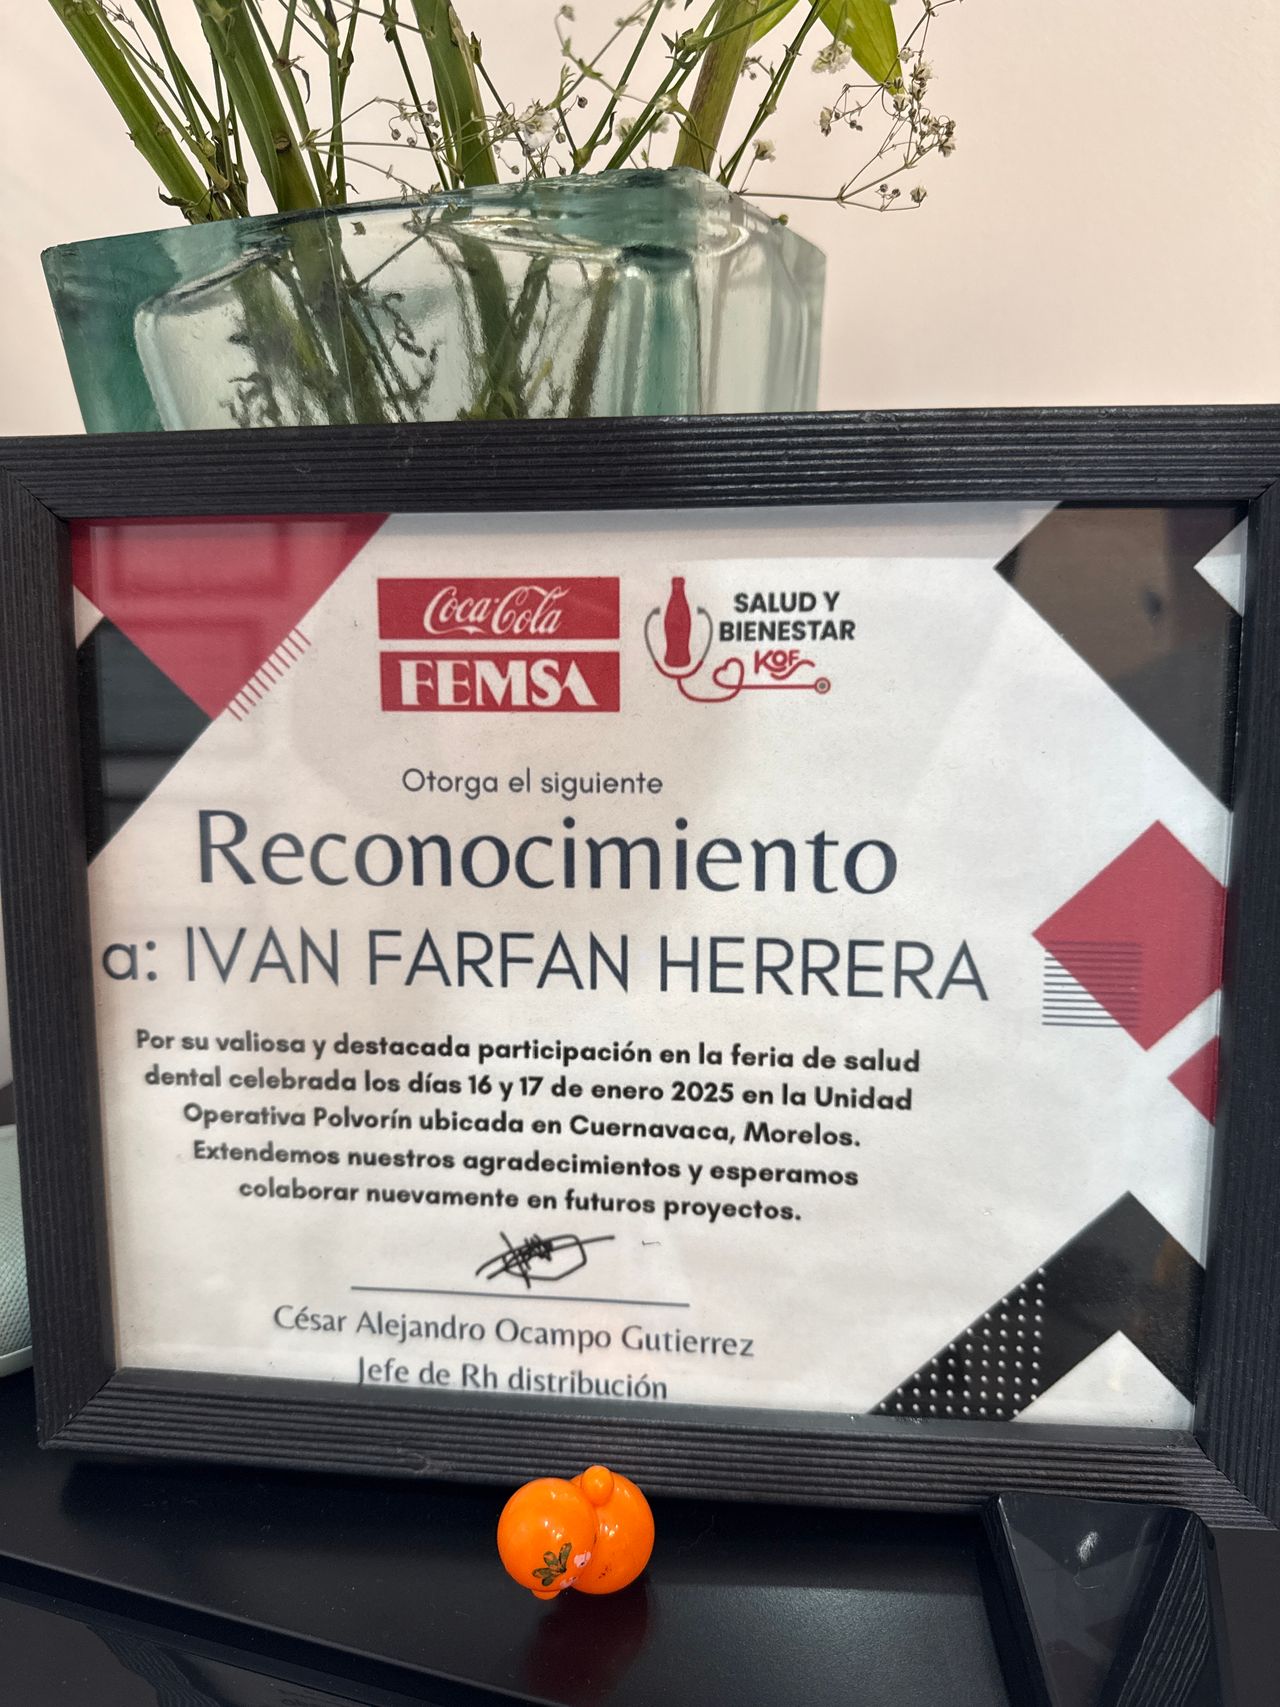 Coca-Cola
FEMSA
SALUD Y
BIENESTAR
KOF
Otorga el siguiente
Reconocimiento
a: IVAN FARFAN HERRERA
Por su valiosa y destacada participación en la feria de salud
dental celebrada los días 16 y 17 de enero 2025 en la Unidad
Operativa Polvorín ubicada en Cuernavaca, Morelos.
Extendemos nuestros agradecimientos y esperamos
colaborar nuevamente en futuros proyectos.
César Alejandro Ocampo Gutierrez
Jefe de Rh distribución